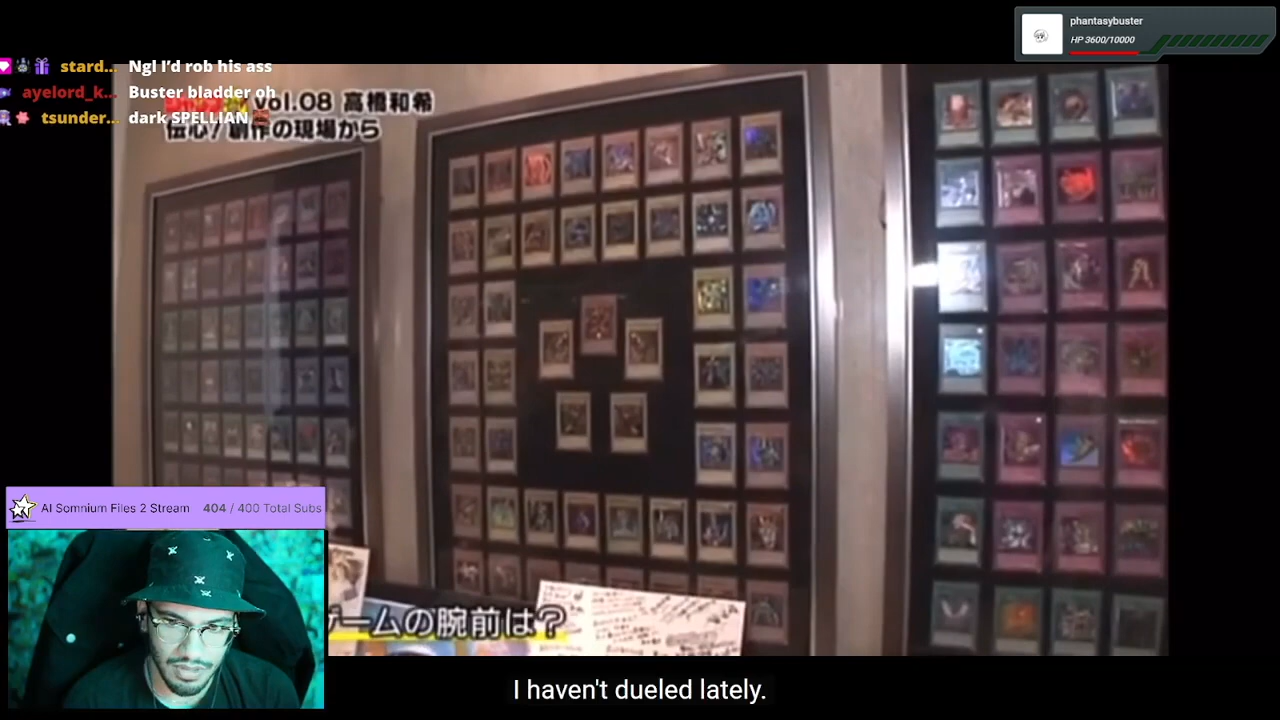 phantasybuster
HP 3600/10000
stard... Ngl I'd rob his ass
ayelord_k... Buster bladder oh
tsunder... dark SPELLIAN
vol.08 高橋和希
伝心!創作の現場から
AI Somnium Files 2 Stream 404 / 400 Total Subs
ゲームの腕前は?
I haven't dueled lately.